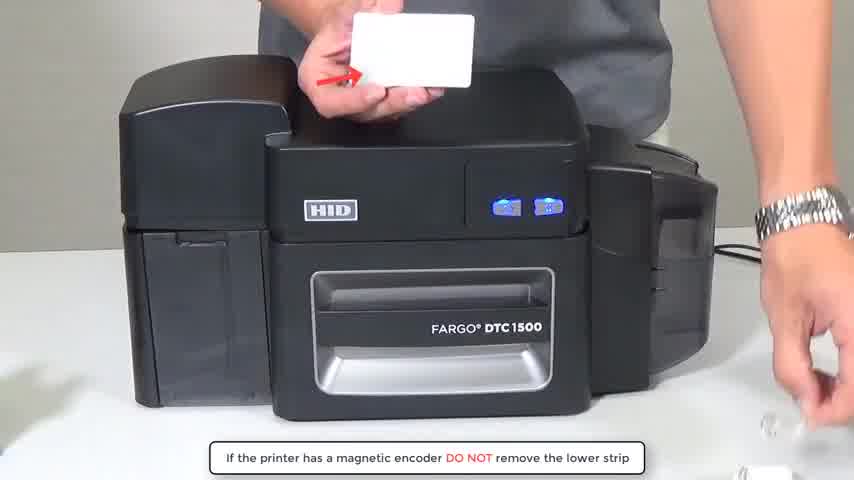 HID
FARGO® DTC1500
If the printer has a magnetic encoder DO NOT remove the lower strip